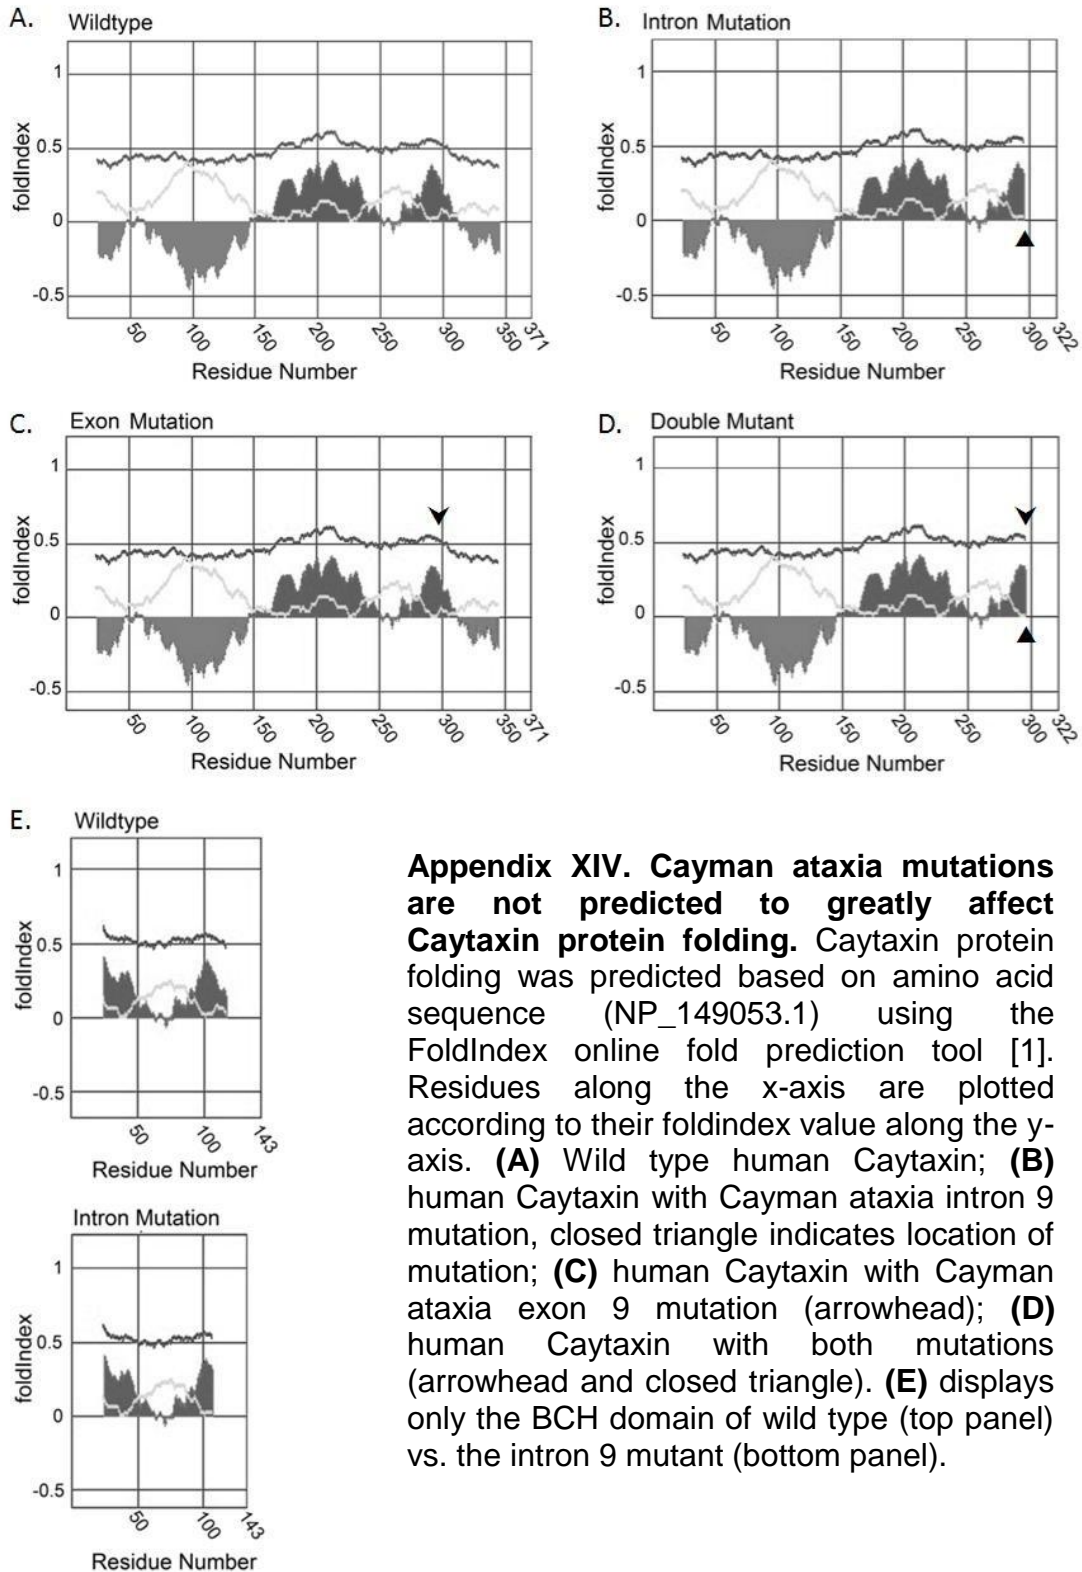 A. Wildtype
1
0.5
0
-0.5
foldIndex
50 100 150 200 250 300 350 371
Residue Number
B. Intron Mutation
1
0.5
0
-0.5
foldIndex
50 100 150 200 250 300 322
Residue Number
C. Exon Mutation
1
0.5
0
-0.5
foldIndex
50 100 150 200 250 300 350 371
Residue Number
D. Double Mutant
1
0.5
0
-0.5
foldIndex
50 100 150 200 250 300 322
Residue Number
E. Wildtype
1
0.5
0
-0.5
foldIndex
50 100 143
Residue Number
Intron Mutation
1
0.5
0
-0.5
foldIndex
50 100 143
Residue Number
Appendix XIV. Cayman ataxia mutations
are not predicted to greatly affect
Caytaxin protein folding. Caytaxin protein
folding was predicted based on amino acid
sequence (NP_149053.1) using the
FoldIndex online fold prediction tool [1].
Residues along the x-axis are plotted
according to their foldindex value along the y-
axis. (A) Wild type human Caytaxin; (B)
human Caytaxin with Cayman ataxia intron 9
mutation, closed triangle indicates location of
mutation; (C) human Caytaxin with Cayman
ataxia exon 9 mutation (arrowhead); (D)
human Caytaxin with both mutations
(arrowhead and closed triangle). (E) displays
only the BCH domain of wild type (top panel)
vs. the intron 9 mutant (bottom panel).